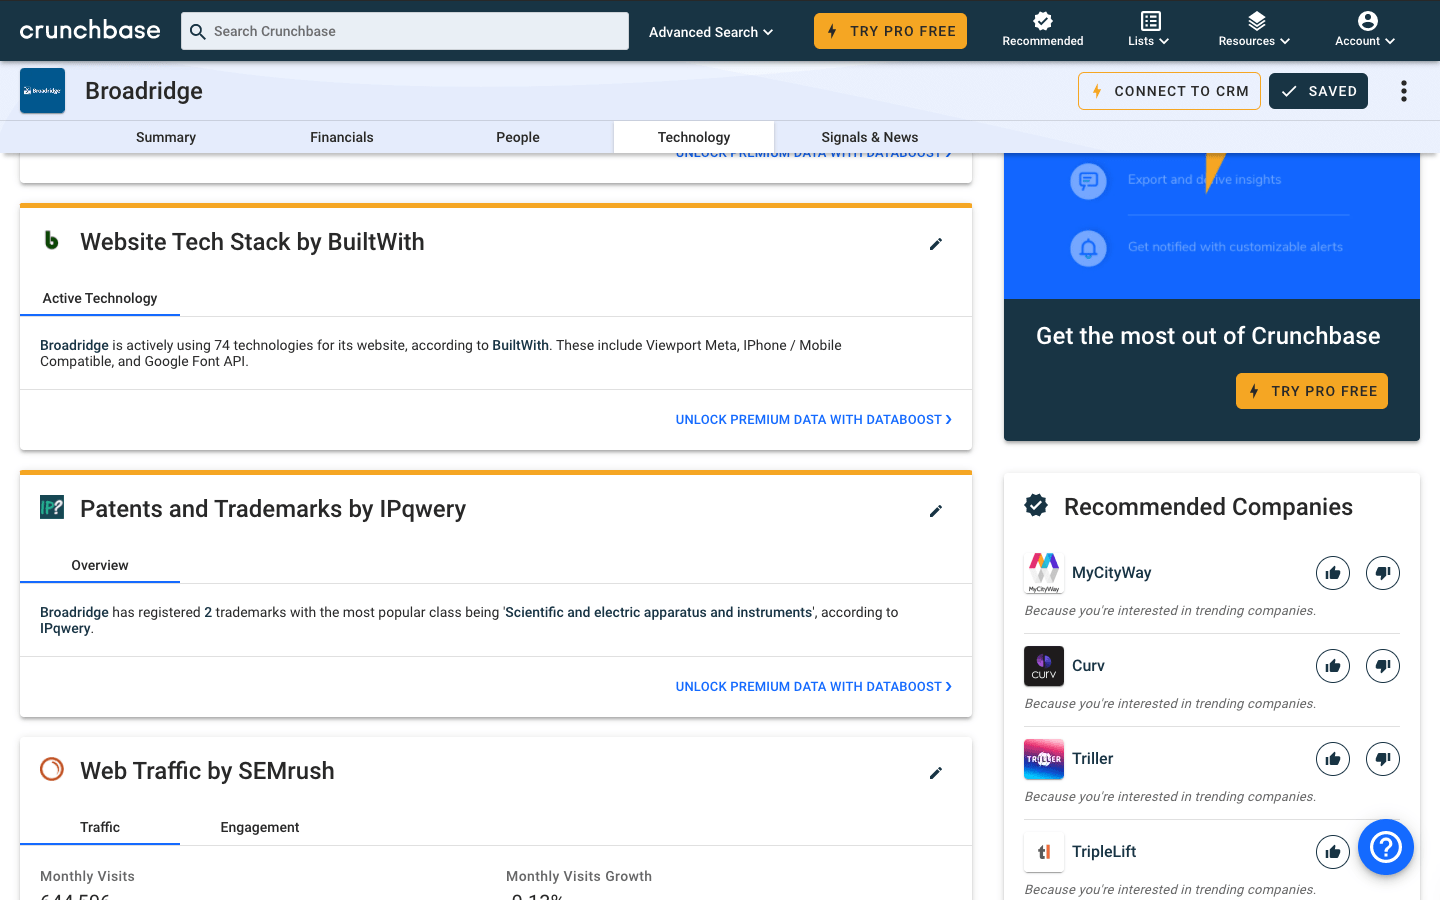 crunchbase
Search Crunchbase
Advanced Search
TRY PRO FREE
Recommended
Lists
Resources
Account
Broadridge
Broadridge
CONNECT TO CRM
SAVED
Summary
Financials
People
Technology
Signals & News
UNLOCK PREMIUM DATA WITH DATABOOST
Export and derive insights
Get notified with customizable alerts
Get the most out of Crunchbase
TRY PRO FREE
Website Tech Stack by BuiltWith
Active Technology
Broadridge is actively using 74 technologies for its website, according to BuiltWith. These include Viewport Meta, IPhone / Mobile
Compatible, and Google Font API.
UNLOCK PREMIUM DATA WITH DATABOOST
IP?
Patents and Trademarks by IPqwery
Overview
Broadridge has registered 2 trademarks with the most popular class being 'Scientific and electric apparatus and instruments', according to
IPqwery.
UNLOCK PREMIUM DATA WITH DATABOOST
Web Traffic by SEMrush
Traffic
Engagement
Monthly Visits
Monthly Visits Growth
Recommended Companies
MyCityWay
MyCityWay
Because you're interested in trending companies.
CURV
Curv
Because you're interested in trending companies.
TRILLER
Triller
Because you're interested in trending companies.
tl
TripleLift
Because you're interested in trending companies.